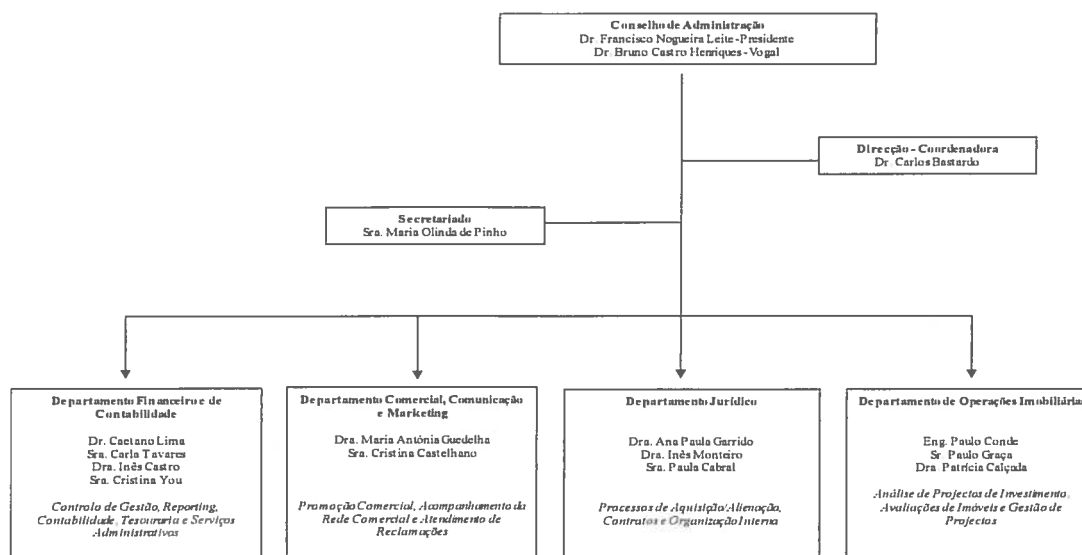 Conselho de Administração
Dr. Francisco Nogueira Leite - Presidente
Dr. Bruno Castro Henriques - Vogal
Direcção - Coordenadora
Dr. Carlos Bastardo
Secretariado
Sra. Maria Olinda de Pinho
Departamento Financeiro e de
Contabilidade
Dr. Caetano Lima
Sra. Carla Tavares
Dra. Inês Castro
Sra. Cristina You
Controlo de Gestão, Reporting,
Contabilidade, Tesouraria e Serviços
Administrativos
Departamento Comercial, Comunicação
e Marketing
Dra. Maria Antónia Guedelha
Sra. Cristina Castelhano
Promoção Comercial, Acompanhamento da
Rede Comercial e Atendimento de
Reclamações
Departamento Jurídico
Dra. Ana Paula Garrido
Dra. Inês Monteiro
Sra. Paula Cabral
Processos de Aquisição/Alienação,
Contratos e Organização Interna
Departamento de Operações Imobiliárias
Eng. Paulo Conde
Sr. Paulo Graça
Dra. Patrícia Calçada
Análise de Projectos de Investimento,
Avaliações de Imóveis e Gestão de
Projectos